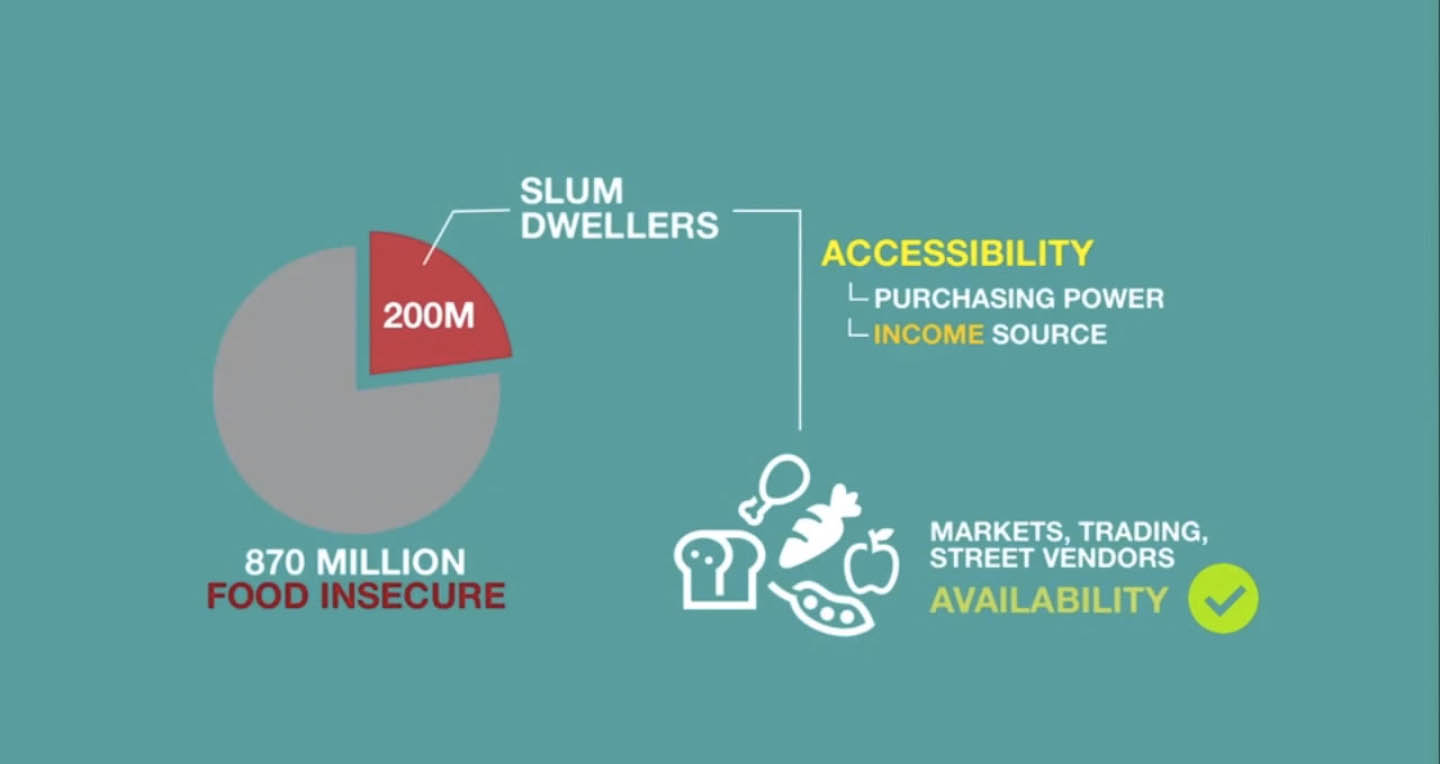 SLUM
DWELLERS
200M
870 MILLION
FOOD INSECURE
ACCESSIBILITY
PURCHASING POWER
INCOME SOURCE
MARKETS, TRADING,
STREET VENDORS
AVAILABILITY